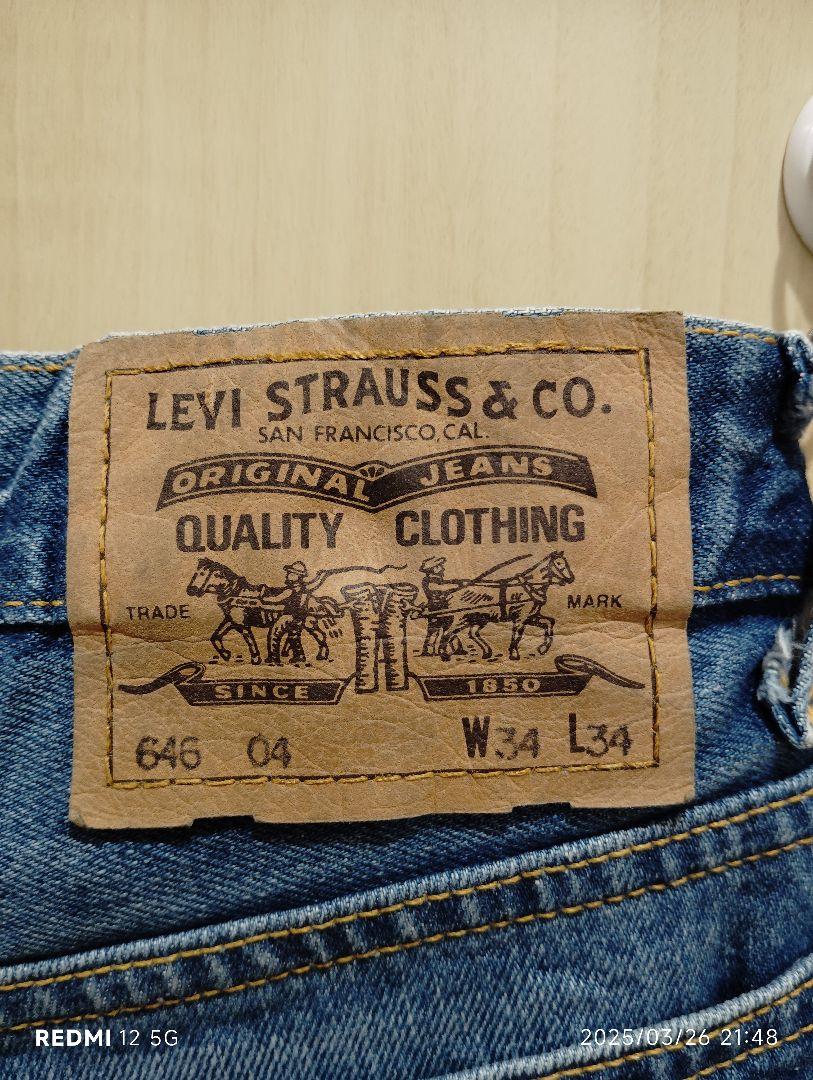 LEVI STRAUSS & CO.
SAN FRANCISCO, CAL.
ORIGINAL JEANS
QUALITY CLOTHING
TRADE MARK
SINCE 1850
646 04 W34 L34
REDMI 12 5G 2025/03/26 21:48